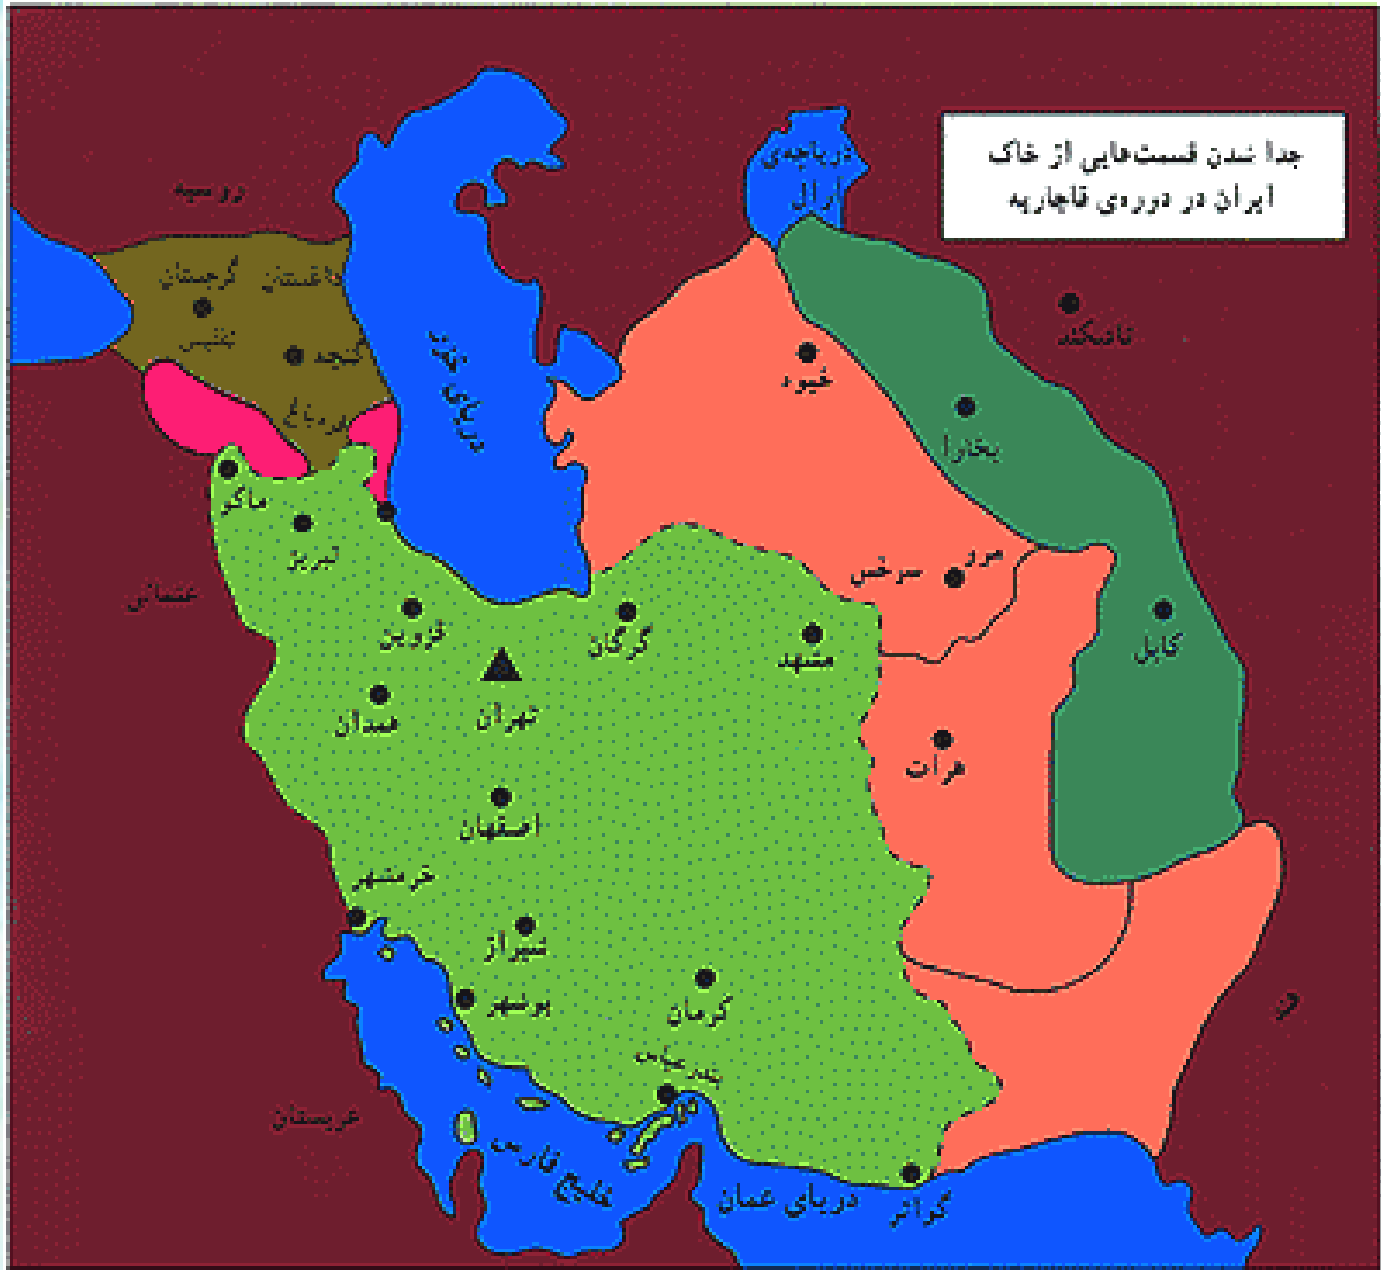 جدا شدن قسمت‌هایی از خاک
ایران در دوره‌ی قاجاریه
دریاچه‌ی
آرال
روسیه
گرجستان
داغستان
تفلیس
گنجه
قره باغ
دریای خزر
تاشکند
خیوه
بخارا
ماکو
تبریز
مرو
سرخس
عثمانی
قزوین
گرگان
مشهد
کابل
همدان
تهران
هرات
اصفهان
خرمشهر
شیراز
بوشهر
کرمان
بندرعباس
عربستان
خلیج فارس
دریای عمان
گواتر